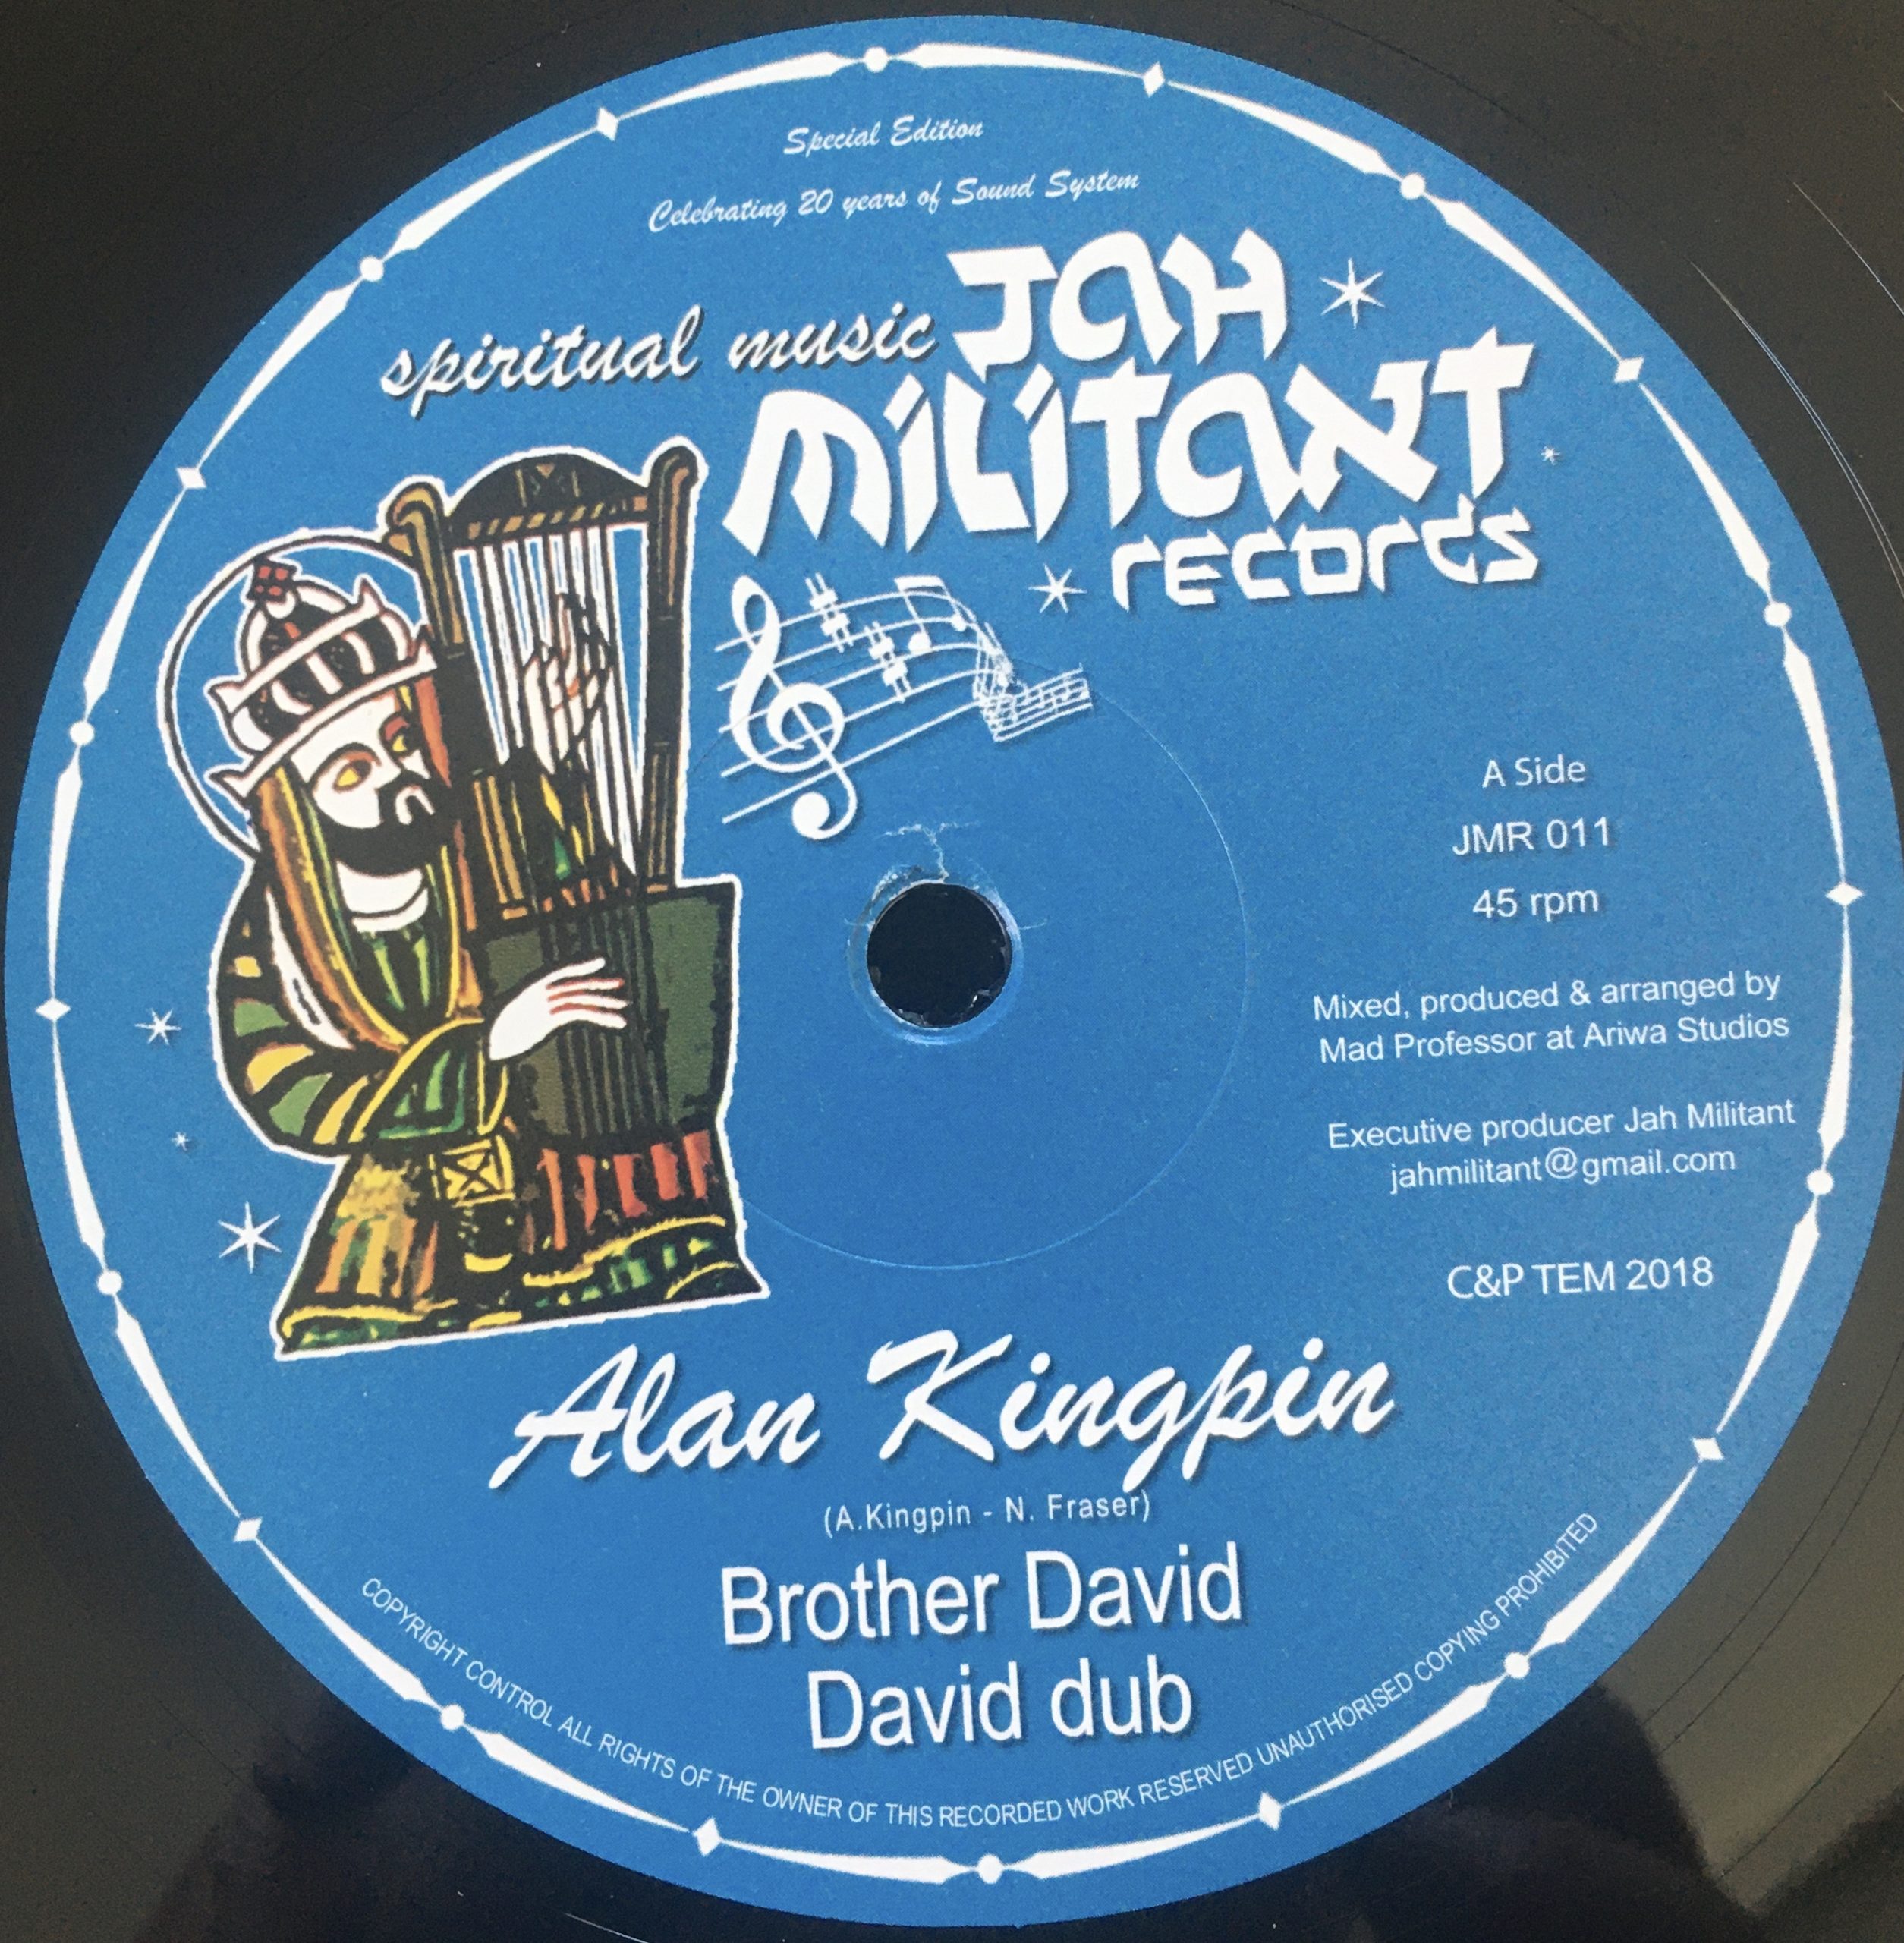 Special Edition
Celebrating 20 years of Sound System
spiritual music JAH
MILITANT
records
A Side
JMR 011
45 rpm
Mixed, produced & arranged by
Mad Professor at Ariwa Studios
Executive producer Jah Militant
jahmilitant@gmail.com
C&P TEM 2018
Alan Kingpin
(A.Kingpin - N. Fraser)
Brother David
David dub
COPYRIGHT CONTROL ALL RIGHTS OF THE OWNER OF THIS RECORDED WORK RESERVED UNAUTHORISED COPYING PROHIBITED